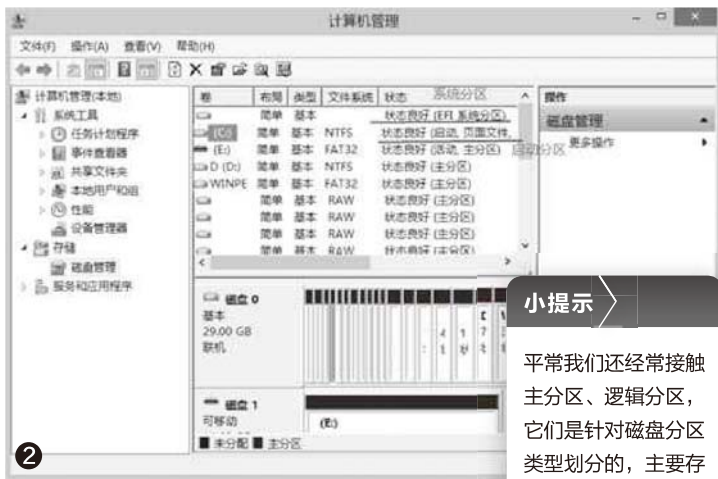 计算机管理
文件(F) 操作(A) 查看(V) 帮助(H)
计算机管理(本地)
系统工具
任务计划程序
事件查看器
共享文件夹
本地用户和组
性能
设备管理器
存储
磁盘管理
服务和应用程序
卷 布局 类型 文件系统 状态 系统分区
简单 基本 状态良好 (EFI 系统分区)
(C:) 简单 基本 NTFS 状态良好 (启动, 页面文件,
(E:) 简单 基本 FAT32 状态良好 (活动, 主分区) 启动分区
D (D:) 简单 基本 NTFS 状态良好 (主分区)
WINPE 简单 基本 FAT32 状态良好 (主分区)
简单 基本 RAW 状态良好 (主分区)
简单 基本 RAW 状态良好 (主分区)
简单 基本 RAW 状态良好 (主分区)
操作
磁盘管理
更多操作
磁盘 0
基本
29.00 GB
联机
磁盘 1
可移动
(E:)
未分配 主分区
小提示
平常我们还经常接触
主分区、逻辑分区，
它们是针对磁盘分区
类型划分的，主要存
2